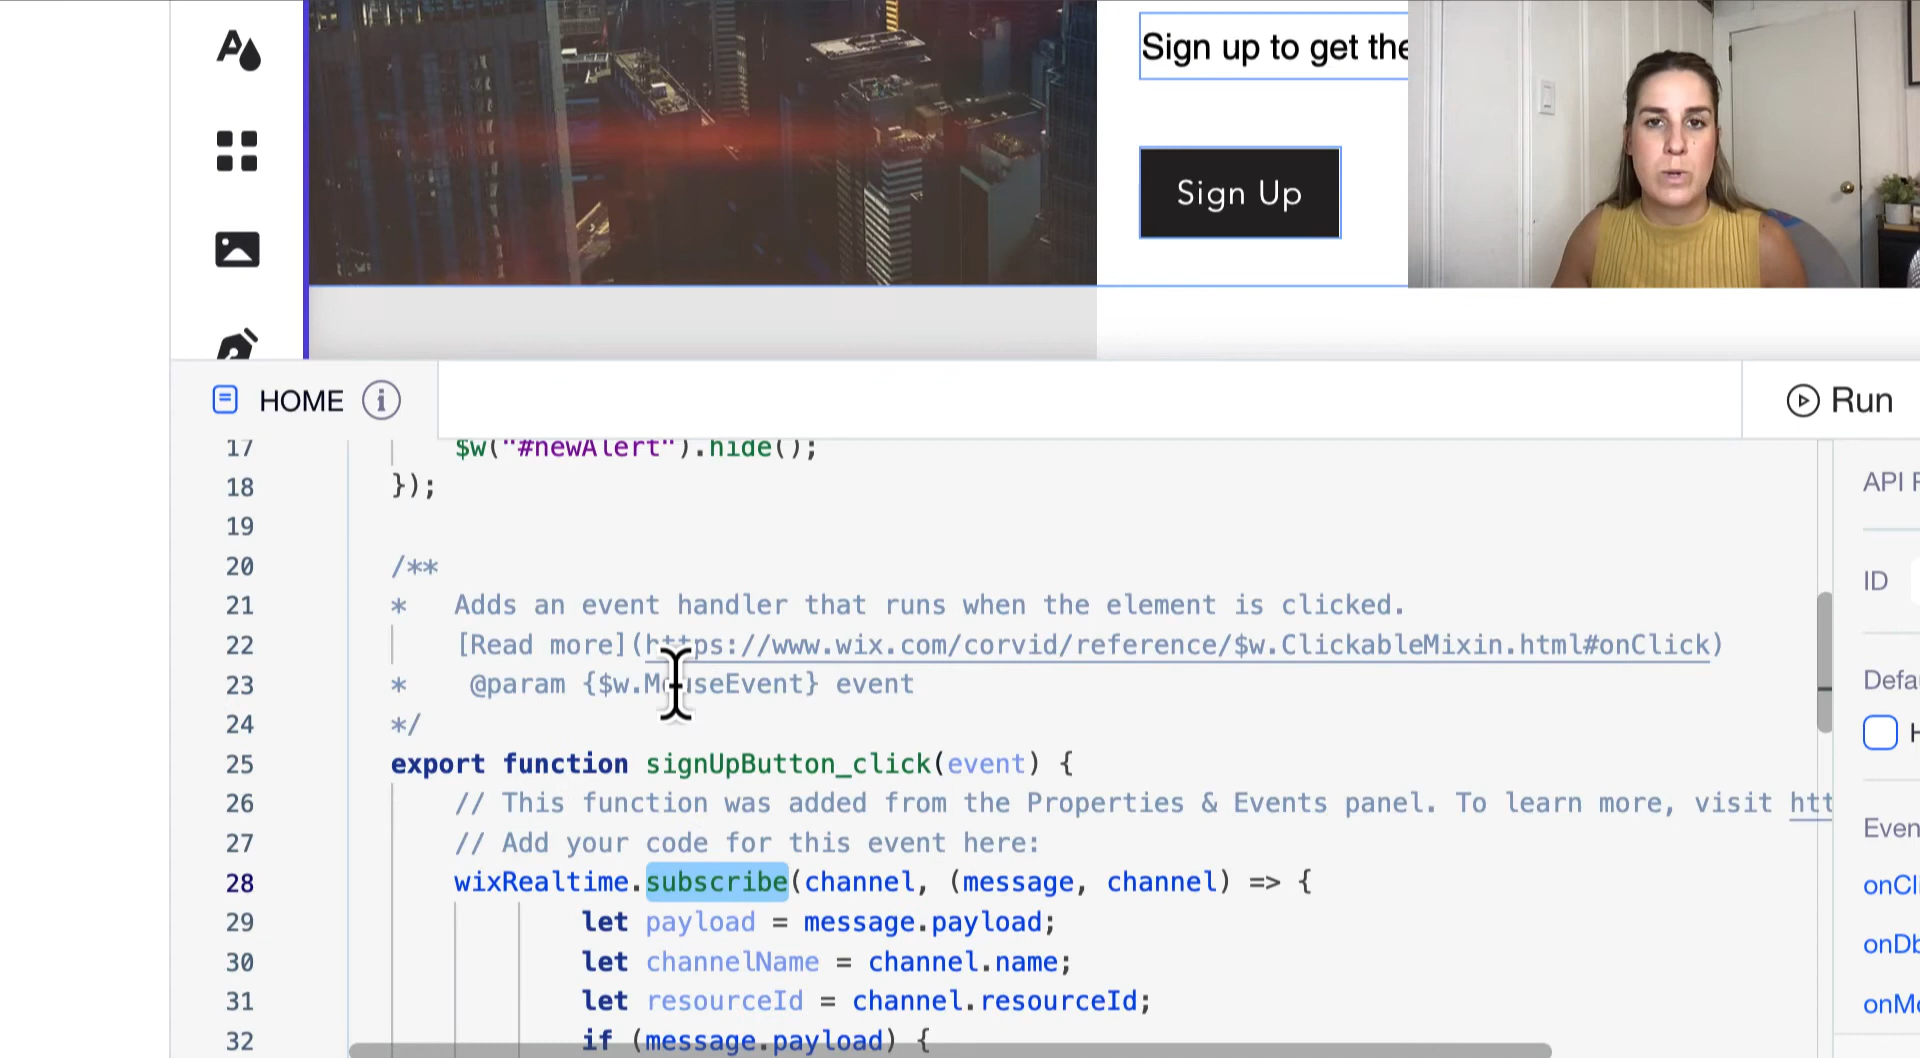 Sign up to get the
Sign Up
HOME
Run
17 $w("#newAlert").hide();
18 });
19
20 /**
21 * Adds an event handler that runs when the element is clicked.
22 [Read more](https://www.wix.com/corvid/reference/$w.ClickableMixin.html#onClick)
23 * @param {$w.MouseEvent} event
24 */
25 export function signUpButton_click(event) {
26 // This function was added from the Properties & Events panel. To learn more, visit htt
27 // Add your code for this event here:
28 wixRealtime.subscribe(channel, (message, channel) => {
29 let payload = message.payload;
30 let channelName = channel.name;
31 let resourceId = channel.resourceId;
32 if (message.payload) {
API
ID
Defau
H
Even
onCli
onDb
onMo